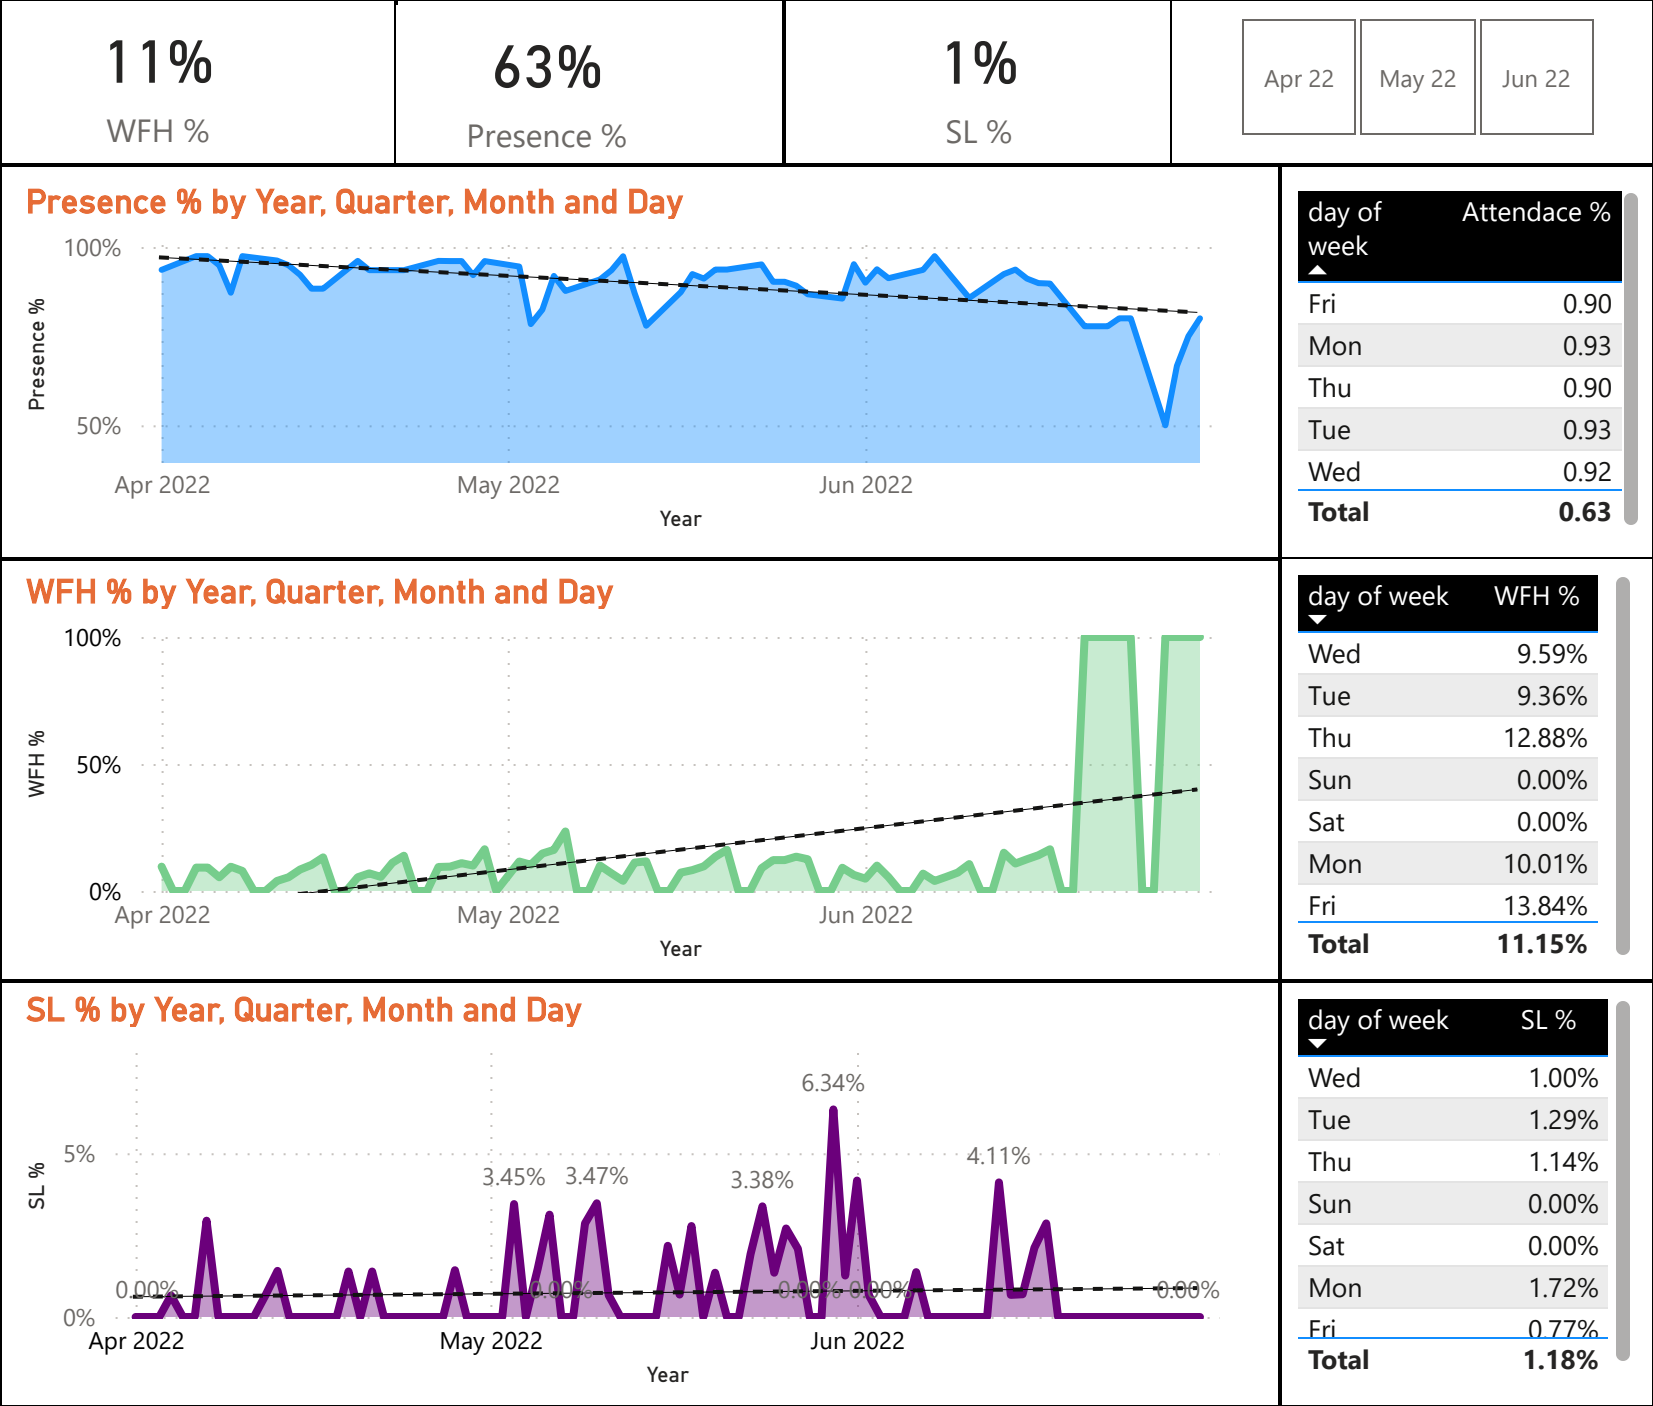 11%
WFH %
63%
Presence %
1%
SL %
Apr 22
May 22
Jun 22
Presence % by Year, Quarter, Month and Day
100%
50%
Presence %
Apr 2022
May 2022
Jun 2022
Year
day of week
Attendace %
Fri 0.90
Mon 0.93
Thu 0.90
Tue 0.93
Wed 0.92
Total 0.63
WFH % by Year, Quarter, Month and Day
100%
50%
0%
WFH %
Apr 2022
May 2022
Jun 2022
Year
day of week WFH %
Wed 9.59%
Tue 9.36%
Thu 12.88%
Sun 0.00%
Sat 0.00%
Mon 10.01%
Fri 13.84%
Total 11.15%
SL % by Year, Quarter, Month and Day
6.34%
5%
3.45%
3.47%
3.38%
4.11%
0.00%
0.00%
0.00%
0.00%
0.00%
0%
SL %
Apr 2022
May 2022
Jun 2022
Year
day of week SL %
Wed 1.00%
Tue 1.29%
Thu 1.14%
Sun 0.00%
Sat 0.00%
Mon 1.72%
Fri 0.77%
Total 1.18%